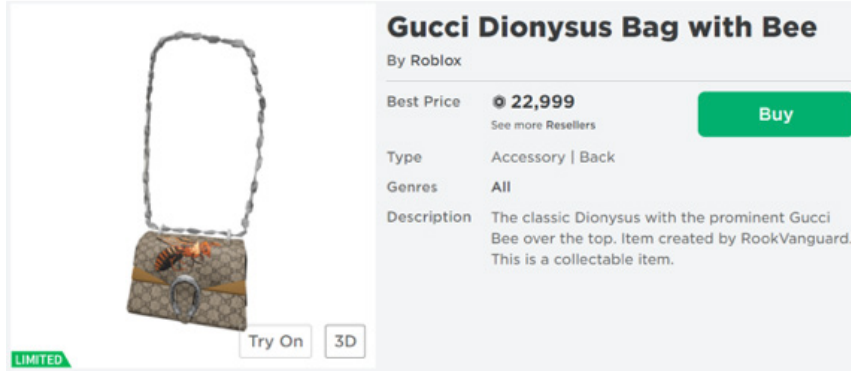 Gucci Dionysus Bag with Bee
By Roblox
Best Price
22,999
Buy
See more Resellers
Type
Accessory | Back
Genres
All
Description
The classic Dionysus with the prominent Gucci
Bee over the top. Item created by RookVanguard.
This is a collectable item.
Try On
3D
LIMITED